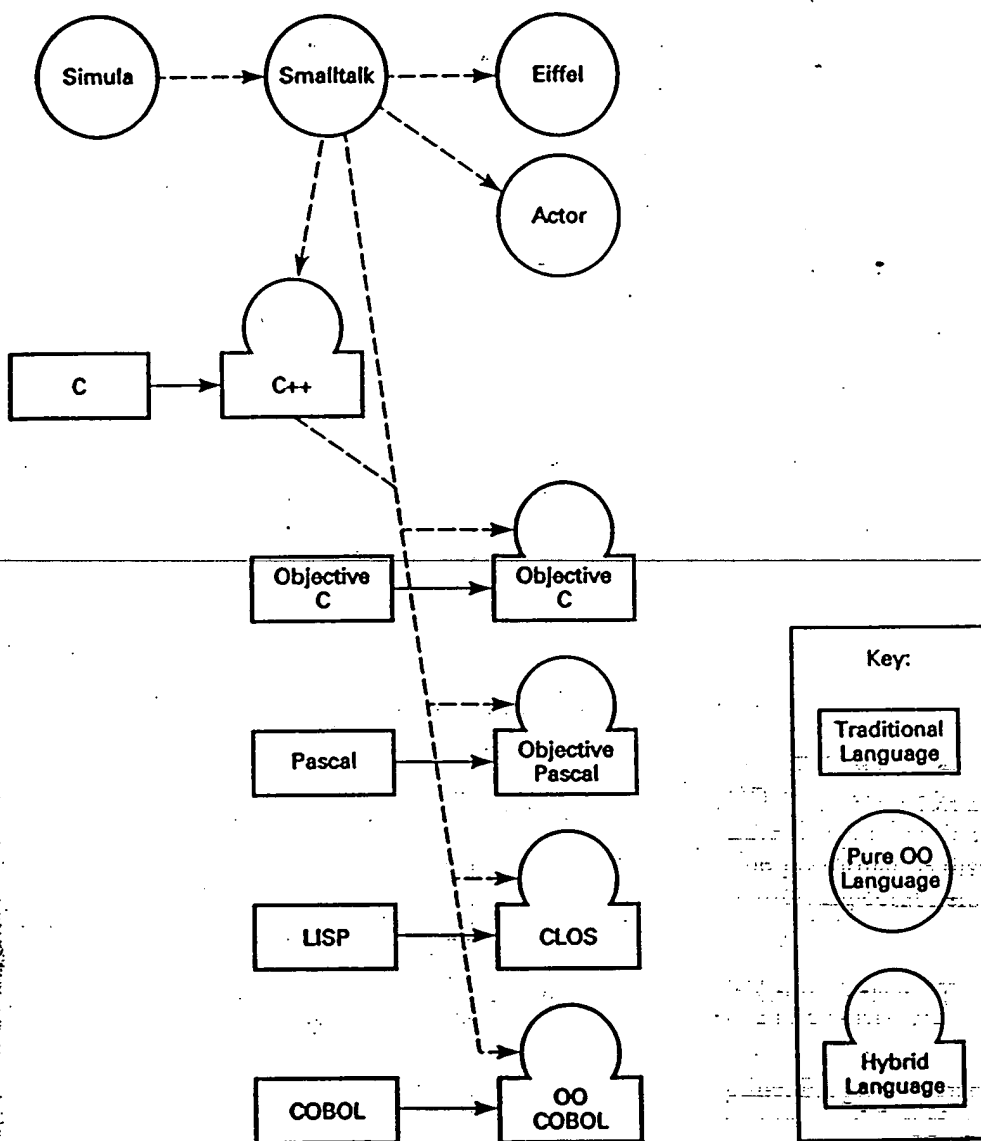 Simula
Smalltalk
Eiffel
Actor
C
C++
Objective
C
Objective
C
Pascal
Objective
Pascal
LISP
CLOS
COBOL
OO
COBOL
Key:
Traditional
Language
Pure OO
Language
Hybrid
Language